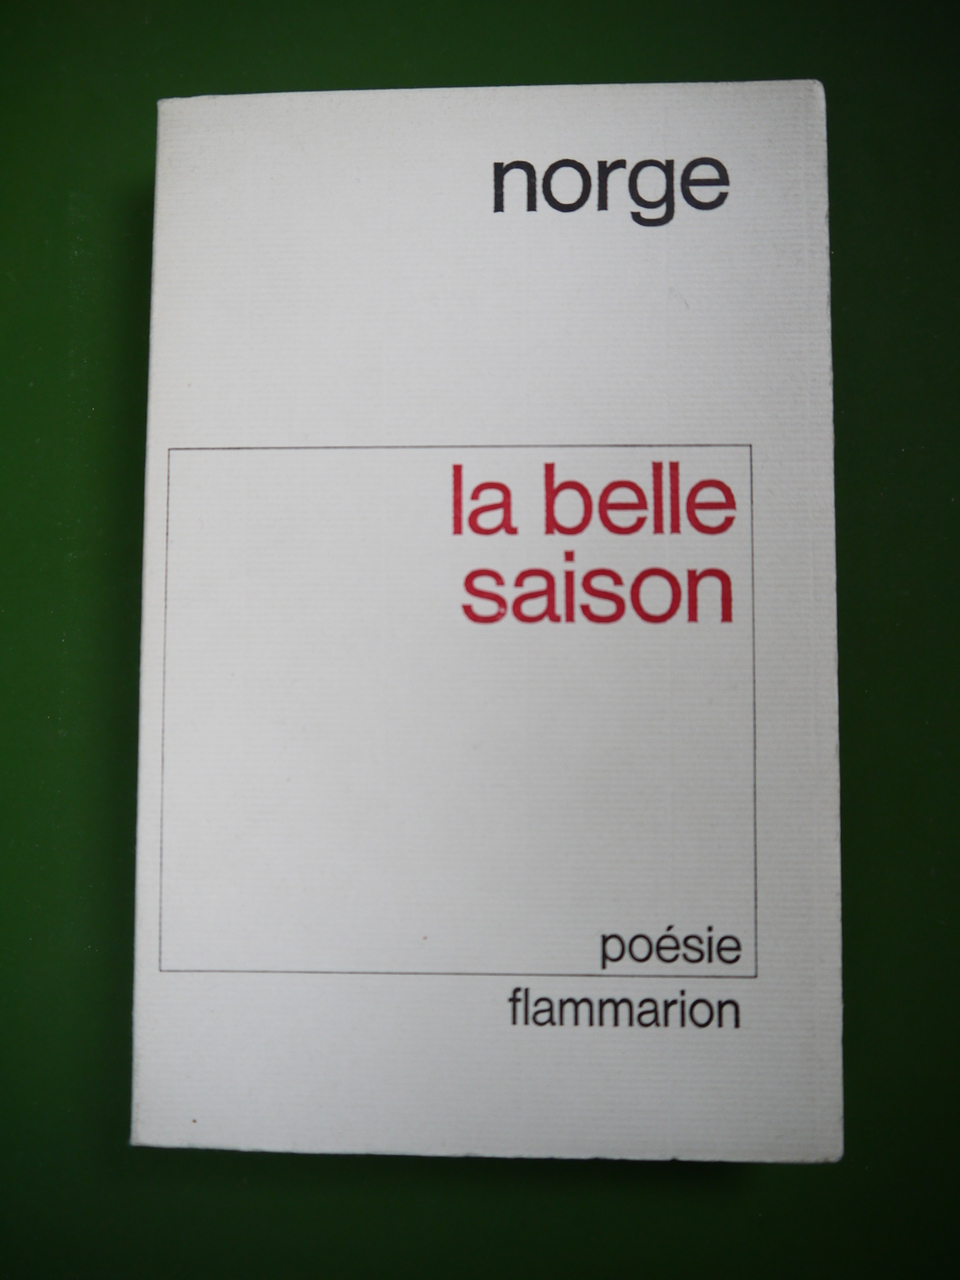 norge
la belle
saison
poésie
flammarion